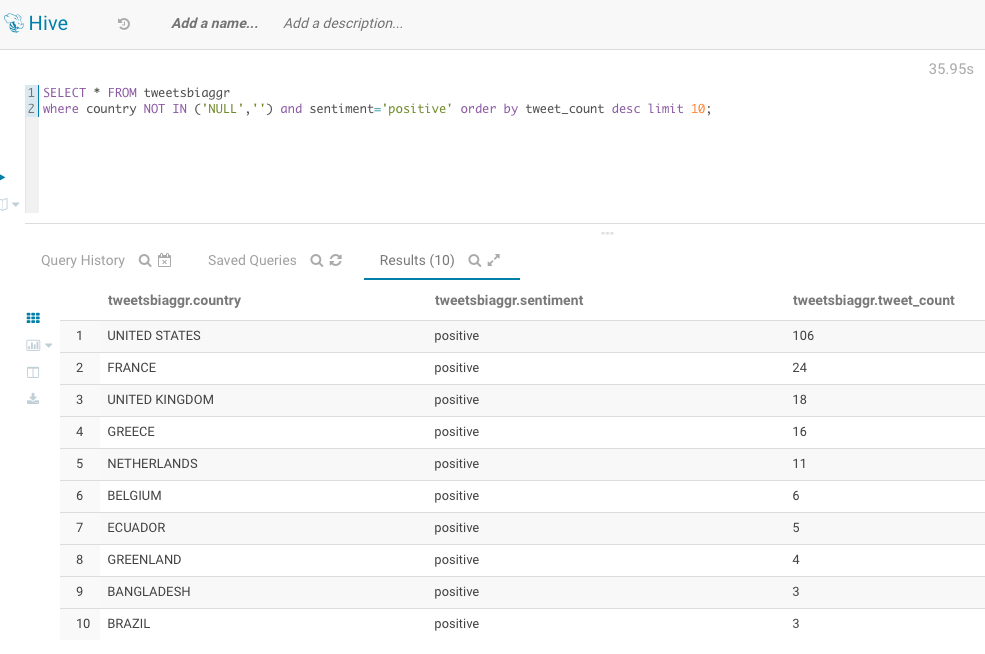 Hive Add a name... Add a description...
35.95s
1 SELECT * FROM tweetsbiaggr
2 where country NOT IN ('NULL','') and sentiment='positive' order by tweet_count desc limit 10;
Query History Saved Queries Results (10)
tweetsbiaggr.country tweetsbiaggr.sentiment tweetsbiaggr.tweet_count
1 UNITED STATES positive 106
2 FRANCE positive 24
3 UNITED KINGDOM positive 18
4 GREECE positive 16
5 NETHERLANDS positive 11
6 BELGIUM positive 6
7 ECUADOR positive 5
8 GREENLAND positive 4
9 BANGLADESH positive 3
10 BRAZIL positive 3